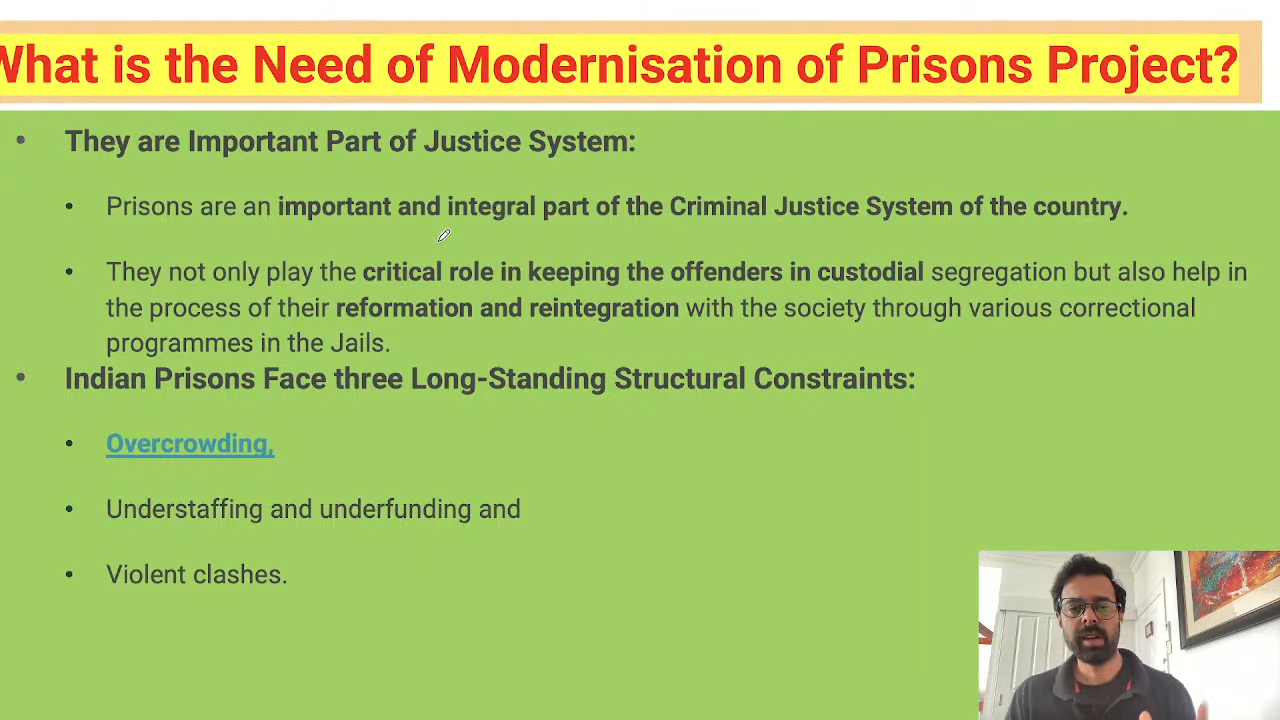 What is the Need of Modernisation of Prisons Project?
• They are Important Part of Justice System:
• Prisons are an important and integral part of the Criminal Justice System of the country.
• They not only play the critical role in keeping the offenders in custodial segregation but also help in
the process of their reformation and reintegration with the society through various correctional
programmes in the Jails.
• Indian Prisons Face three Long-Standing Structural Constraints:
• Overcrowding,
• Understaffing and underfunding and
• Violent clashes.